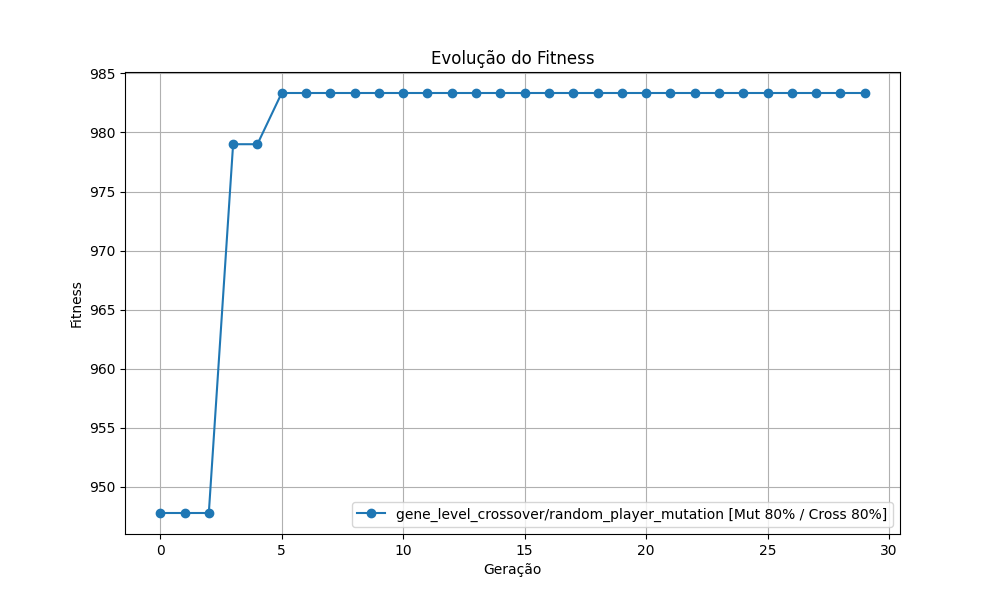 Evolução do Fitness
985
980
975
970
965
960
955
950
Fitness
gene_level_crossover/random_player_mutation [Mut 80% / Cross 80%]
0 5 10 15 20 25 30
Geração